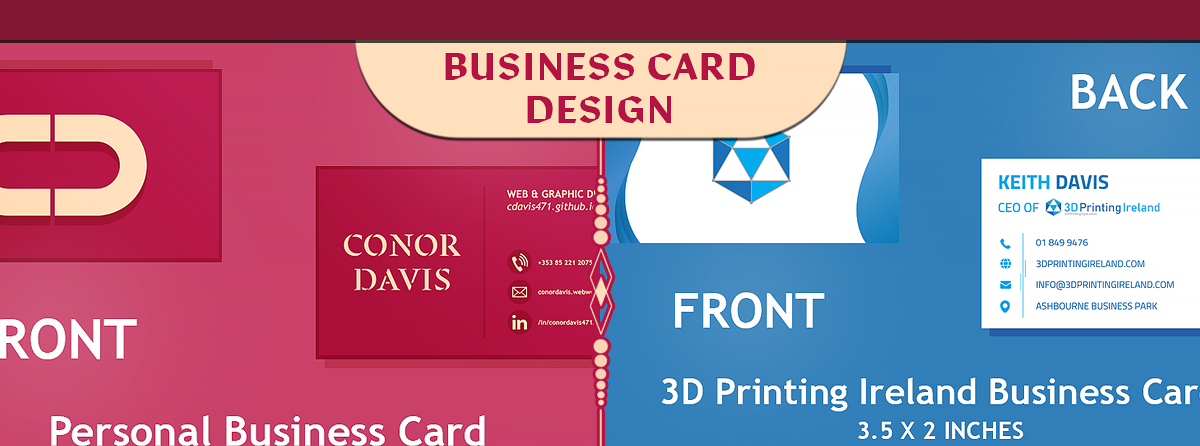 BUSINESS CARD
DESIGN
CONOR
DAVIS
WEB & GRAPHIC
cdavis471.github.i
+353 85 221 2075
conordavis.webw
/in/conordavis471
RONT
Personal Business Card
BACK
KEITH DAVIS
CEO OF 3D Printing Ireland
01 849 9476
3DPRINTINGIRELAND.COM
INFO@3DPRINTINGIRELAND.COM
ASHBOURNE BUSINESS PARK
FRONT
3D Printing Ireland Business Car
3.5 X 2 INCHES